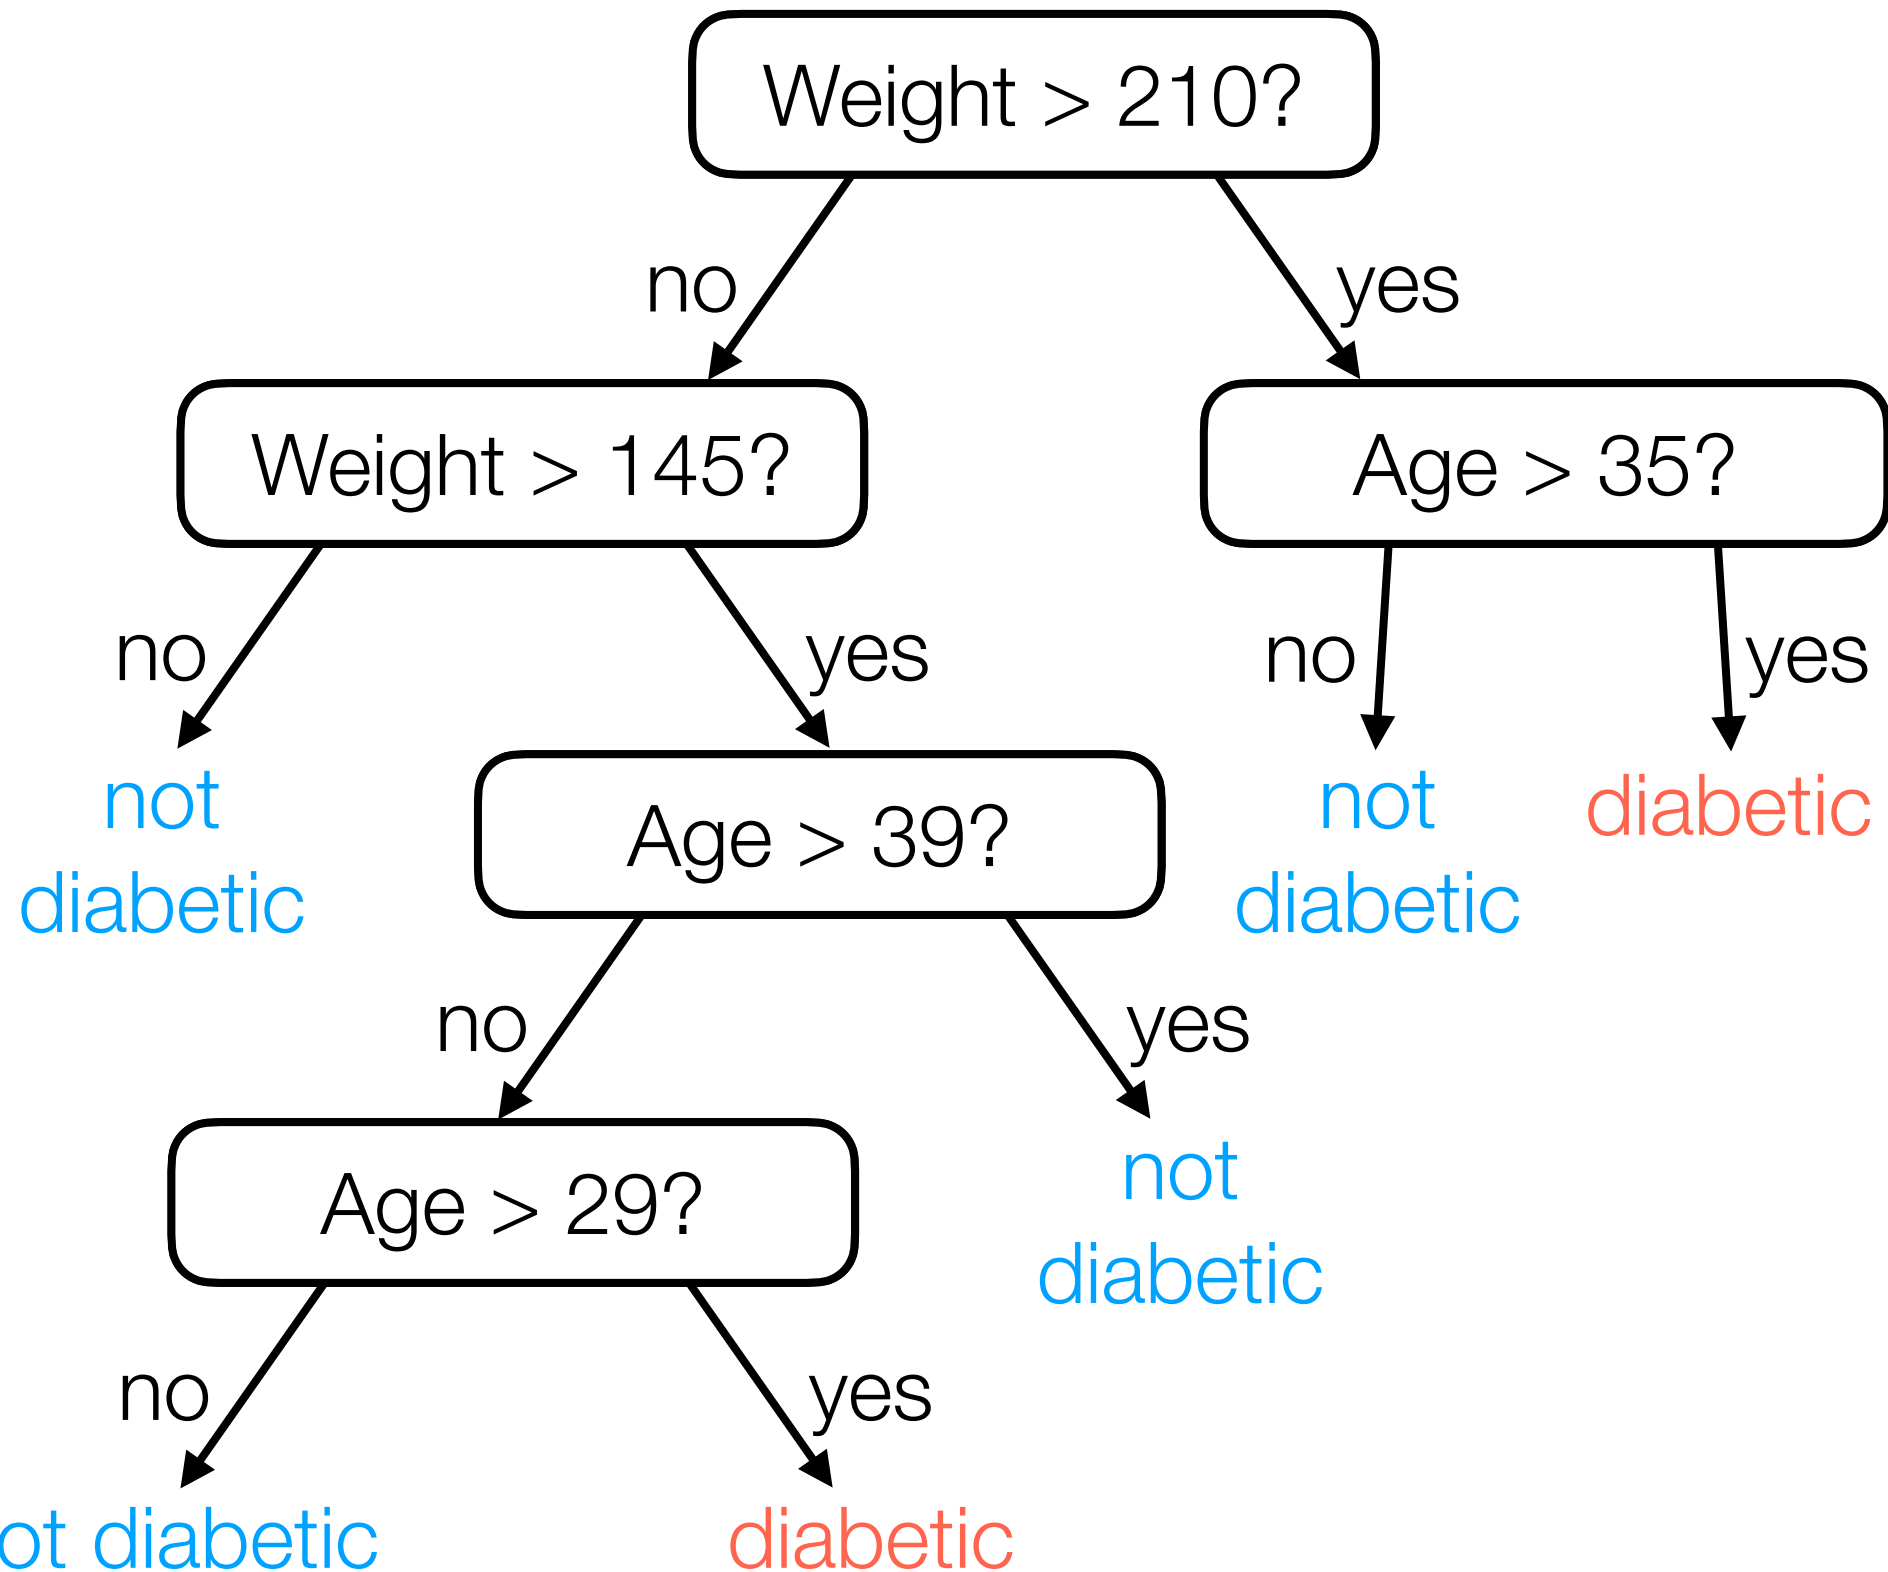 Weight > 210?
no
yes
Weight > 145?
Age > 35?
no
yes
no
yes
not
diabetic
Age > 39?
not
diabetic
diabetic
no
yes
Age > 29?
not
diabetic
no
yes
ot diabetic
diabetic